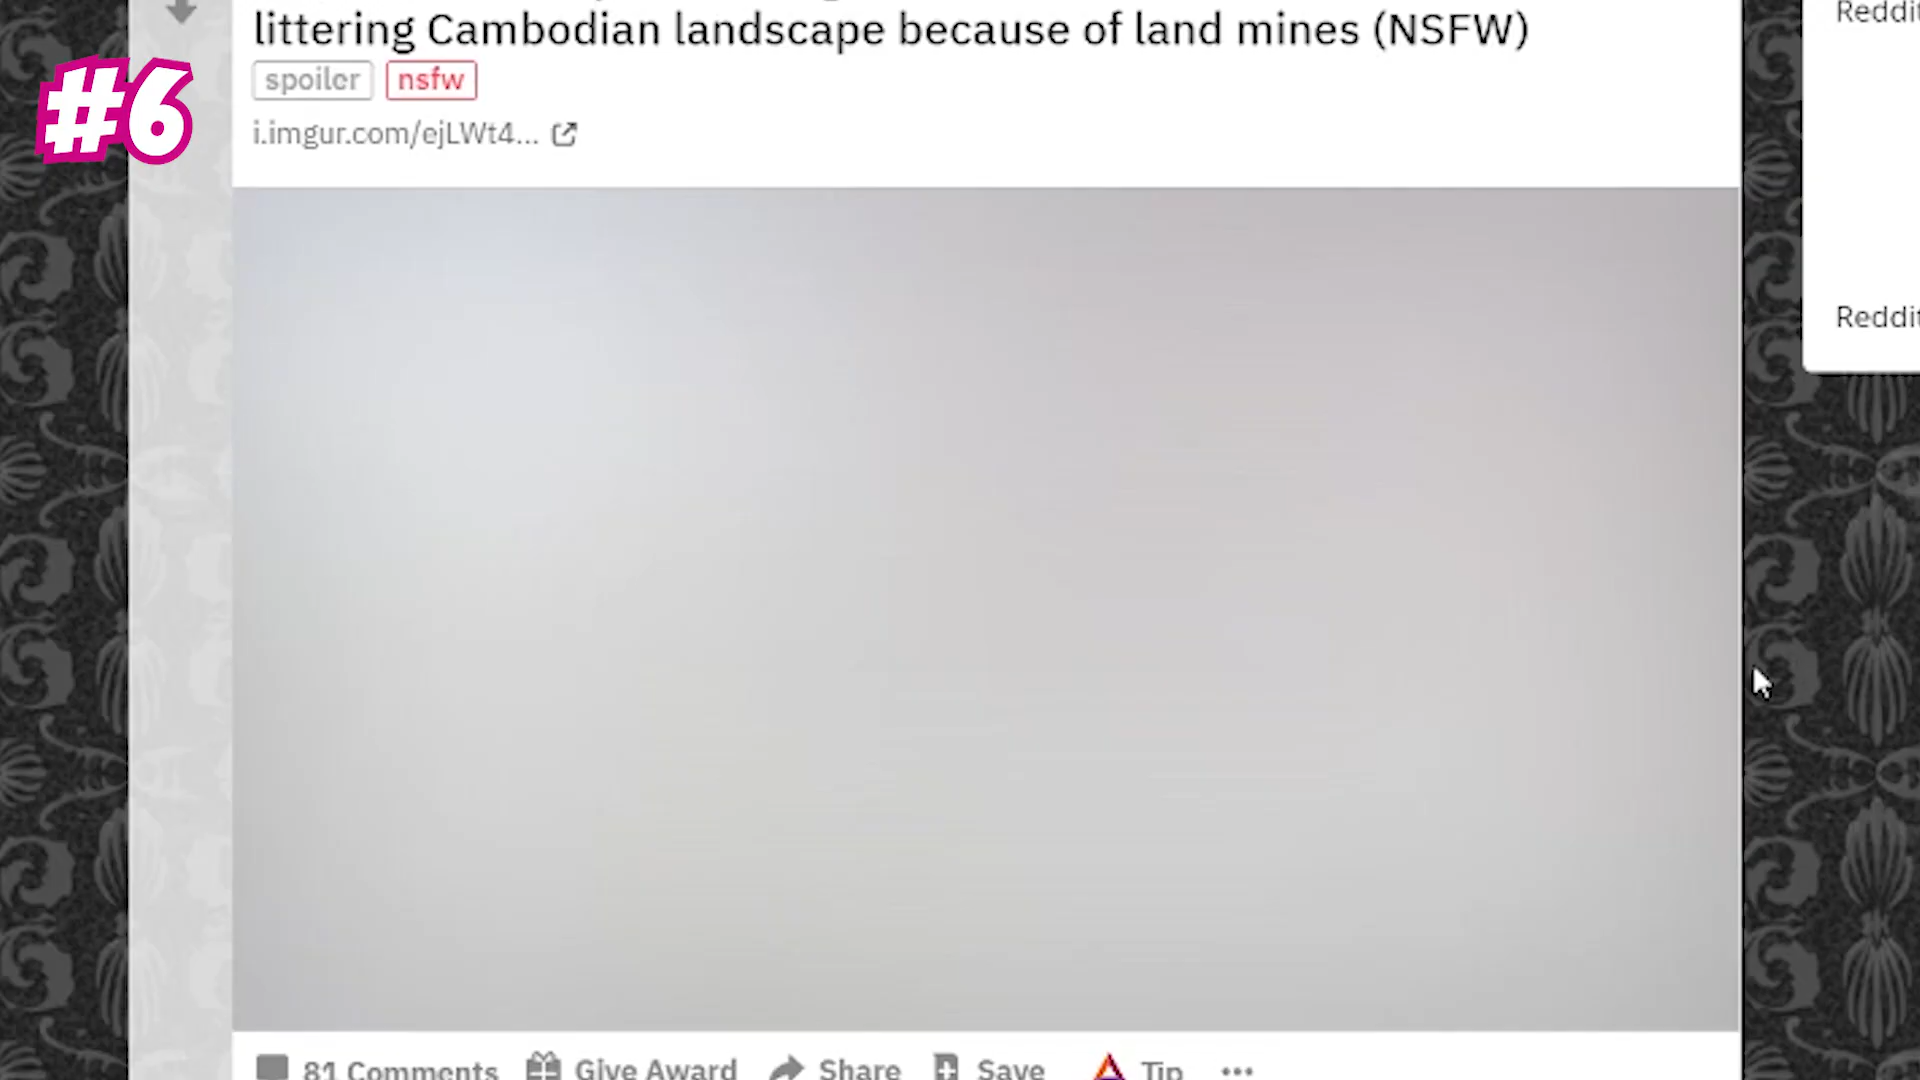 littering Cambodian landscape because of land mines (NSFW)
#6
spoiler nsfw
i.imgur.com/ejLWt4...
81 Comments Give Award Share Save Tip
Reddit
Reddit